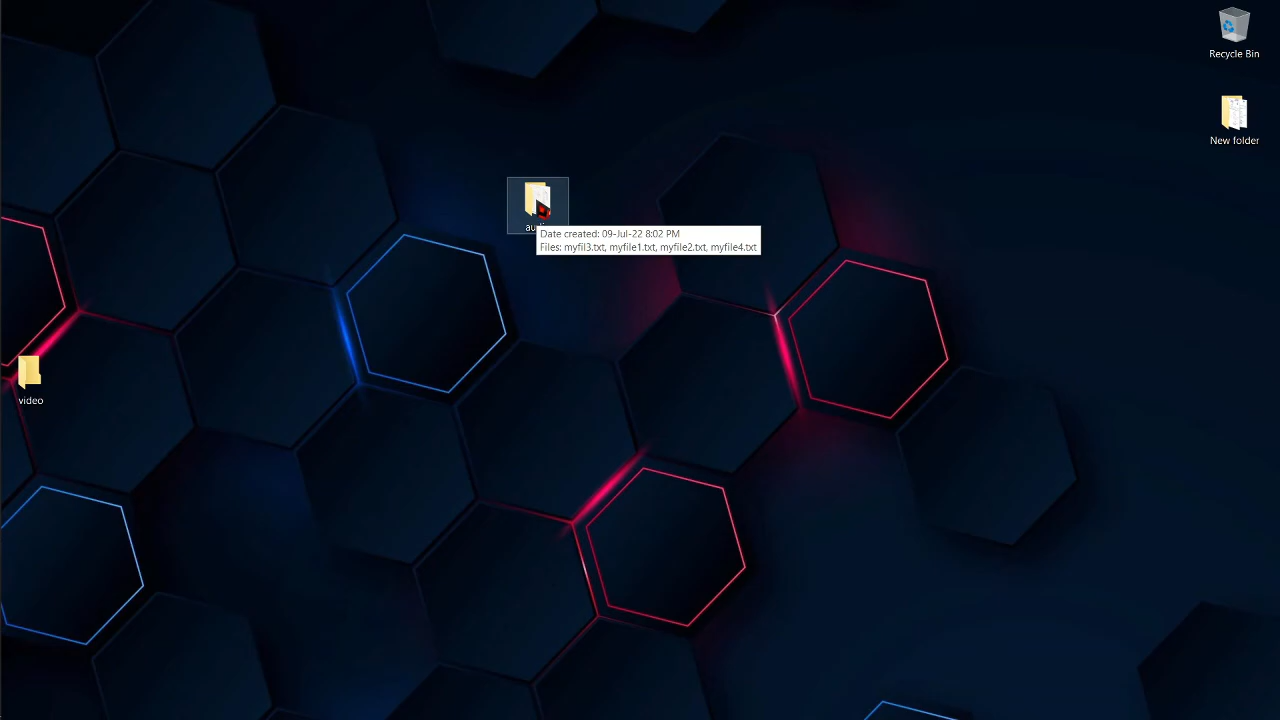 Recycle Bin
New folder
Date created: 09-Jul-22 8:02 PM
Files: myfil3.txt, myfile1.txt, myfile2.txt, myfile4.txt
video